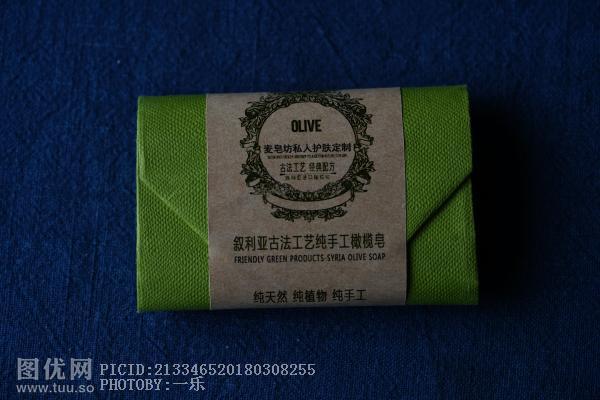 OLIVE
麦皂坊私人护肤定制
古法工艺 经典配方
叙利亚古法工艺纯手工橄榄皂
FRIENDLY GREEN PRODUCTS-SYRIA OLIVE SOAP
纯天然 纯植物 纯手工
图优网 PICID:213346520180308255
www.tuu.so PHOTOBY:一乐